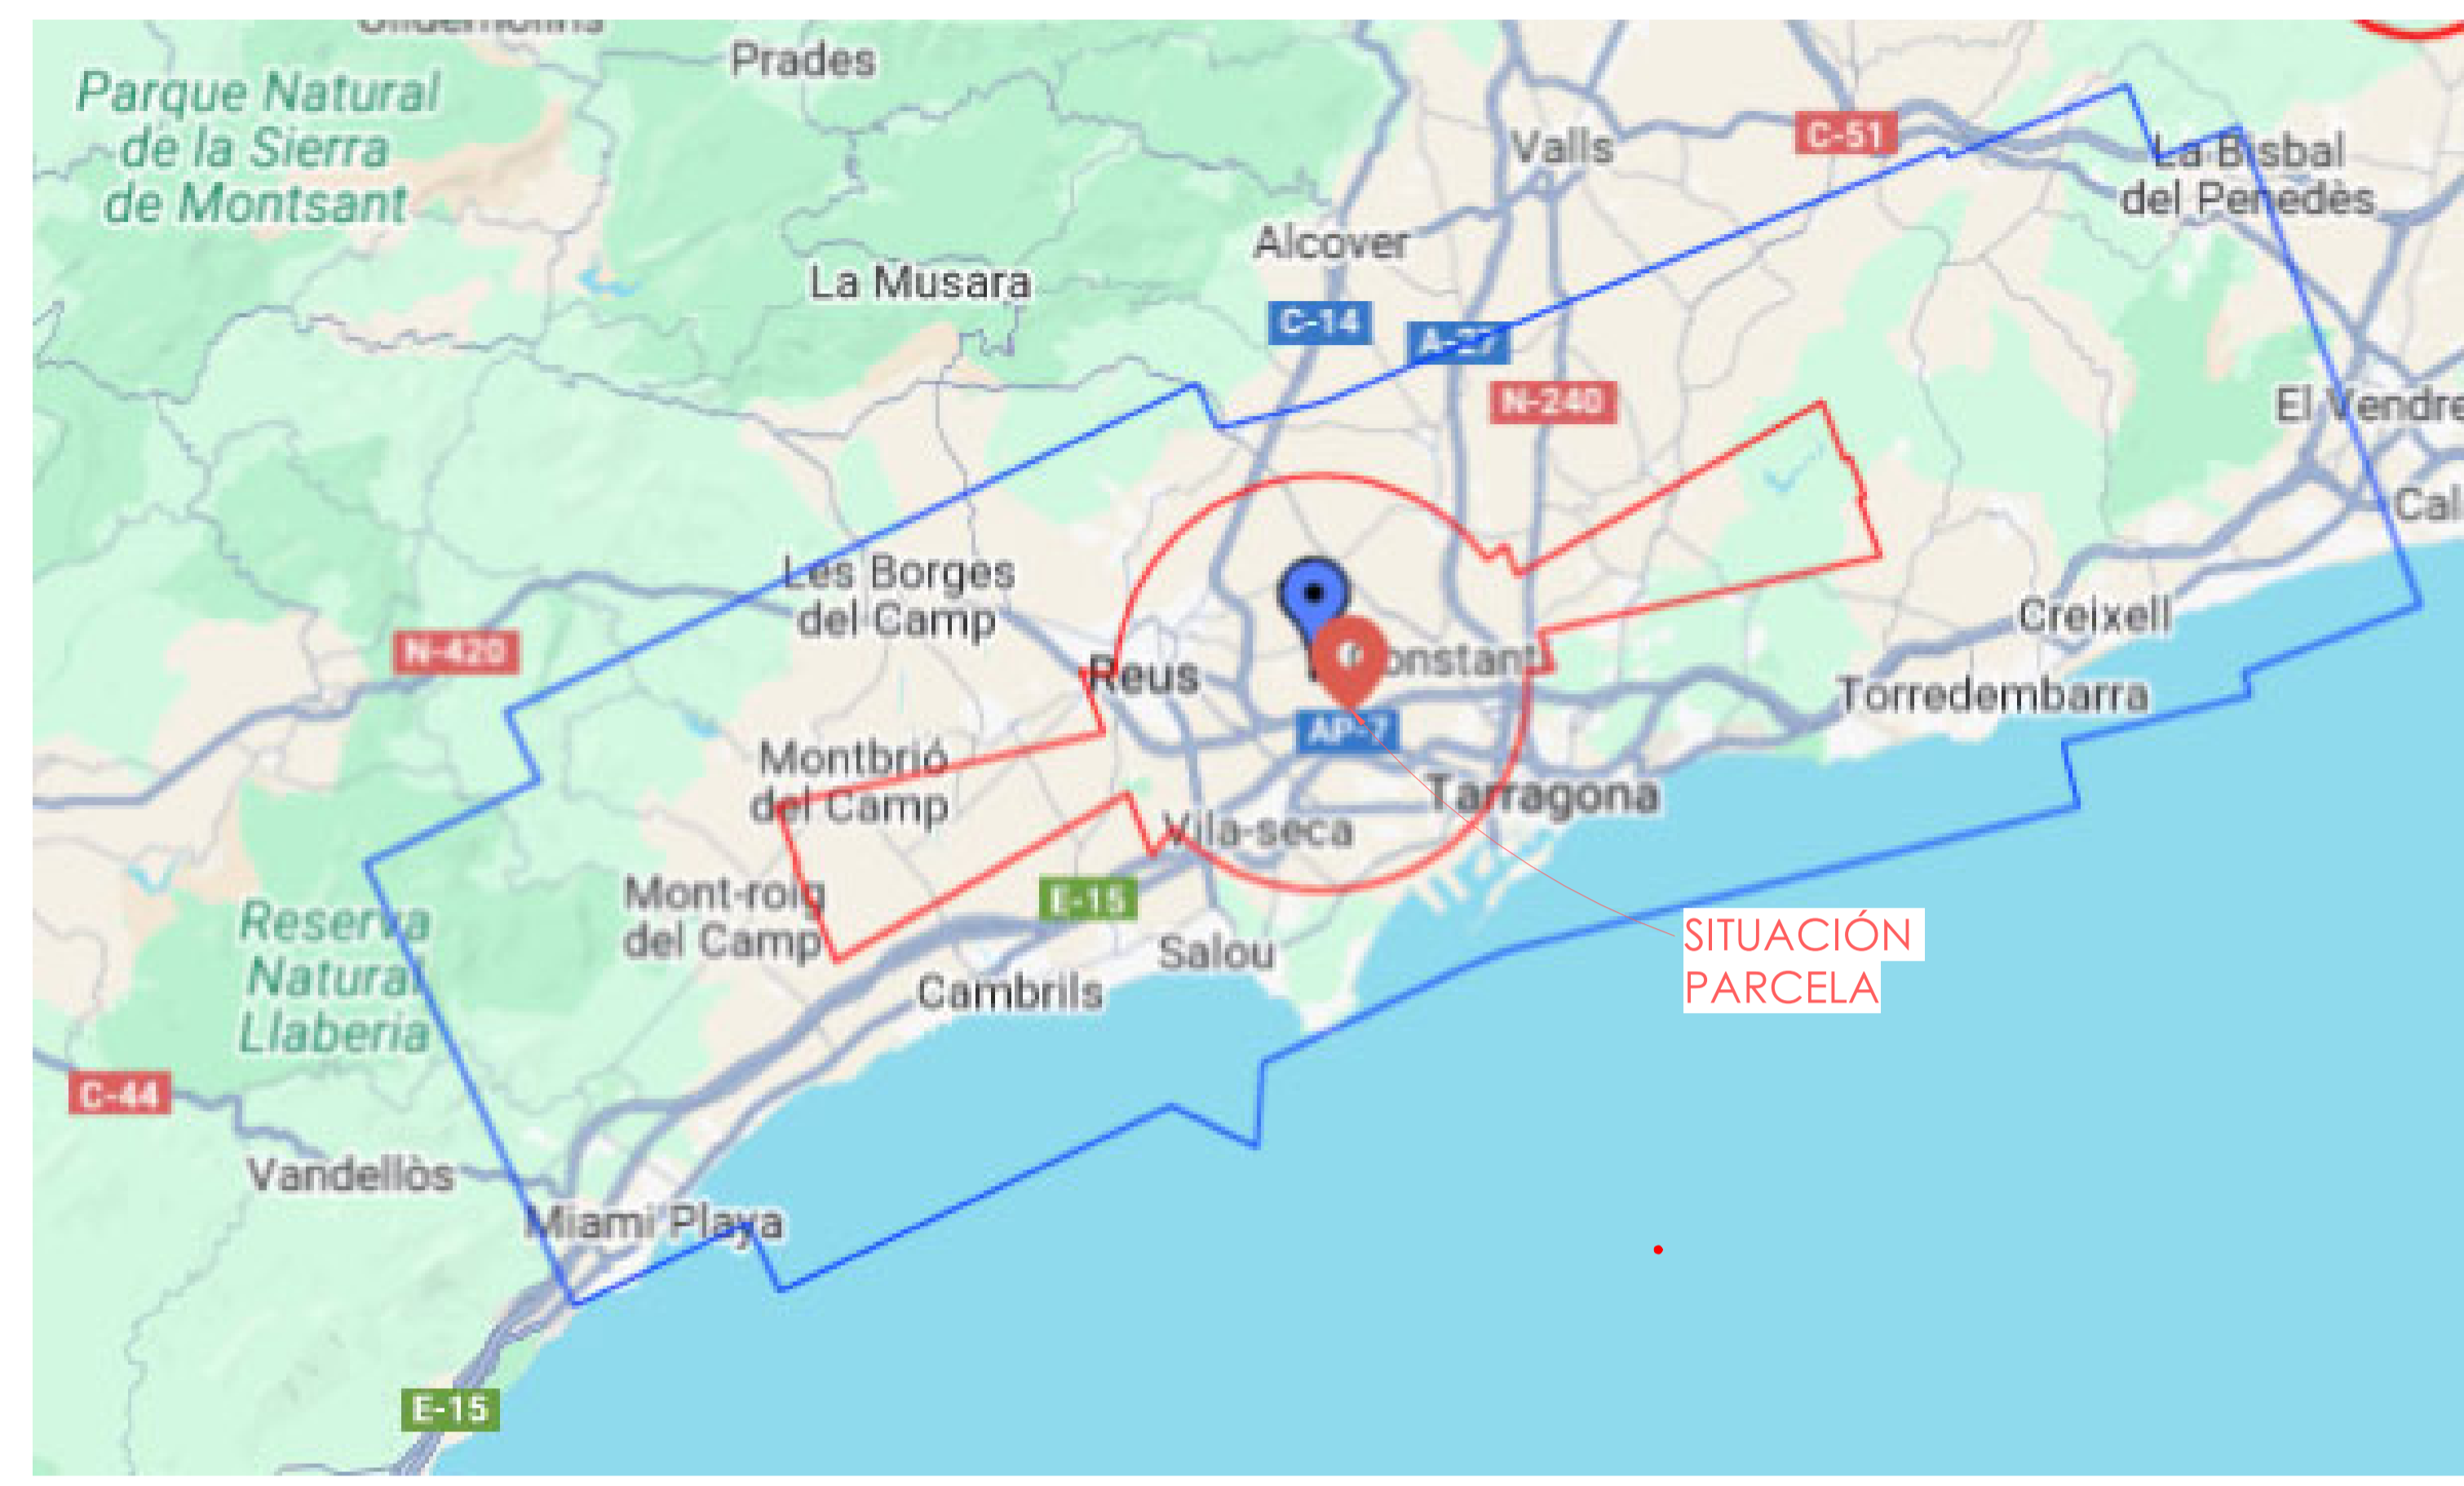 Prades
Parque Natural
de la Sierra
de Montsant
Valls
C-51
La Bisbal
del Penedès
Alcover
La Musara
C-14
A-27
N-240
El Vendre
Cal
Les Borges
del Camp
N-420
Reus
onstant
Creixell
Torredembarra
AP-7
Montbrió
del Camp
Tarragona
Vila-seca
Mont-roig
del Camp
E-15
Reserva
Natural
Llaberia
Salou
Cambrils
SITUACIÓN
PARCELA
C-44
Vandellòs
Miami Playa
E-15